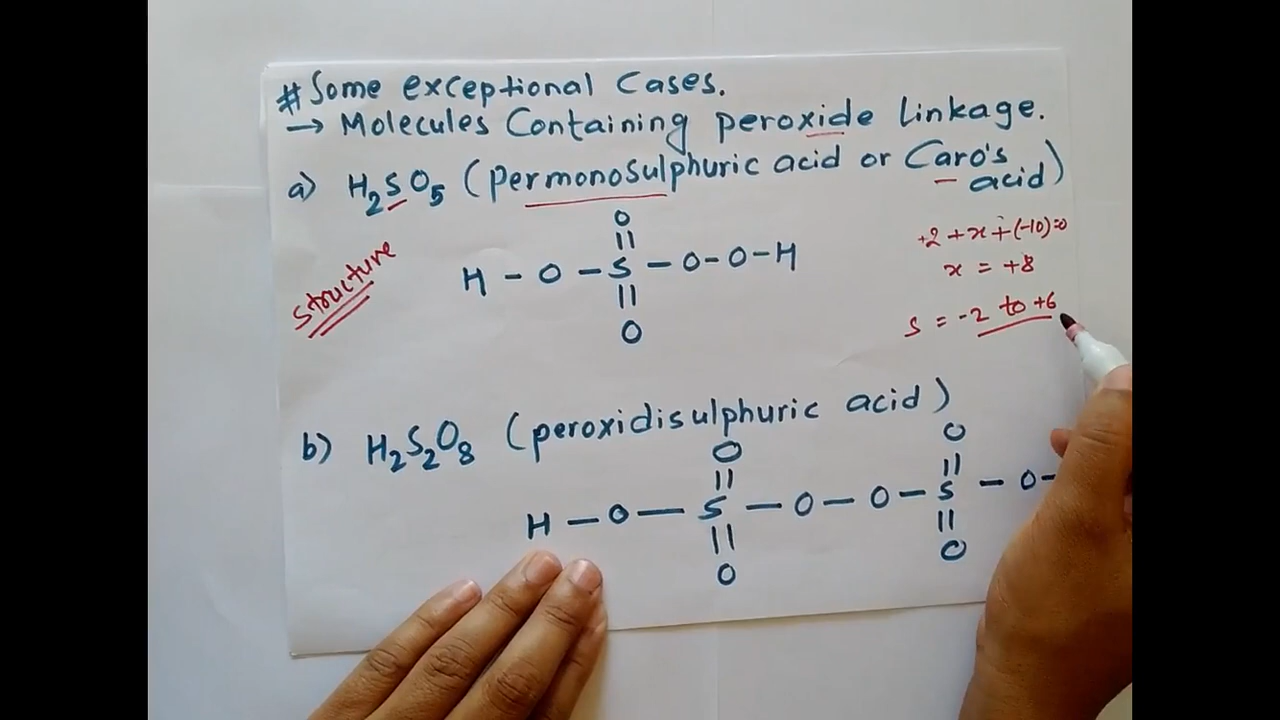 # Some exceptional Cases.
→ Molecules Containing peroxide linkage.
a) H₂SO₅ (permonosulphuric acid or Caro's acid)
Structure
O
||
H - O - S - O - O - H
||
O
+2 + x + (-10) = 0
x = +8
S = -2 to +6
b) H₂S₂O₈ (peroxidisulphuric acid)
O O
|| ||
H - O - S - O - O - S - O -
|| ||
O O